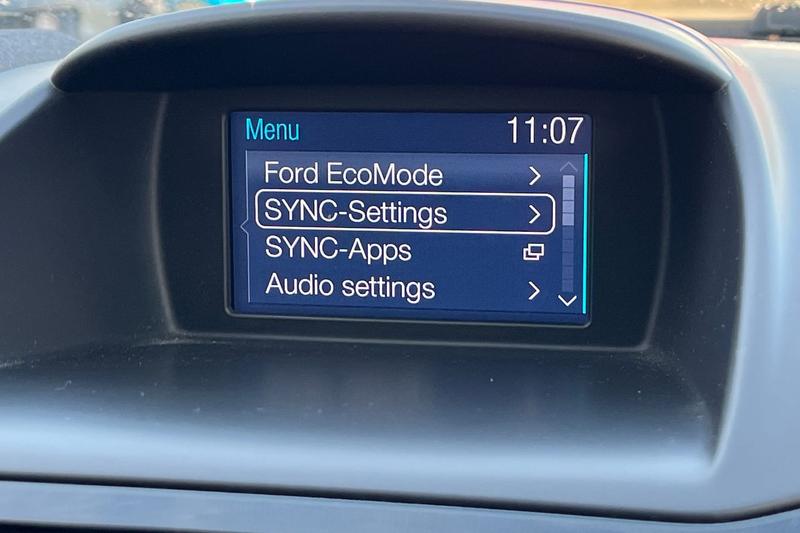 Menu 11:07
Ford EcoMode
SYNC-Settings
SYNC-Apps
Audio settings